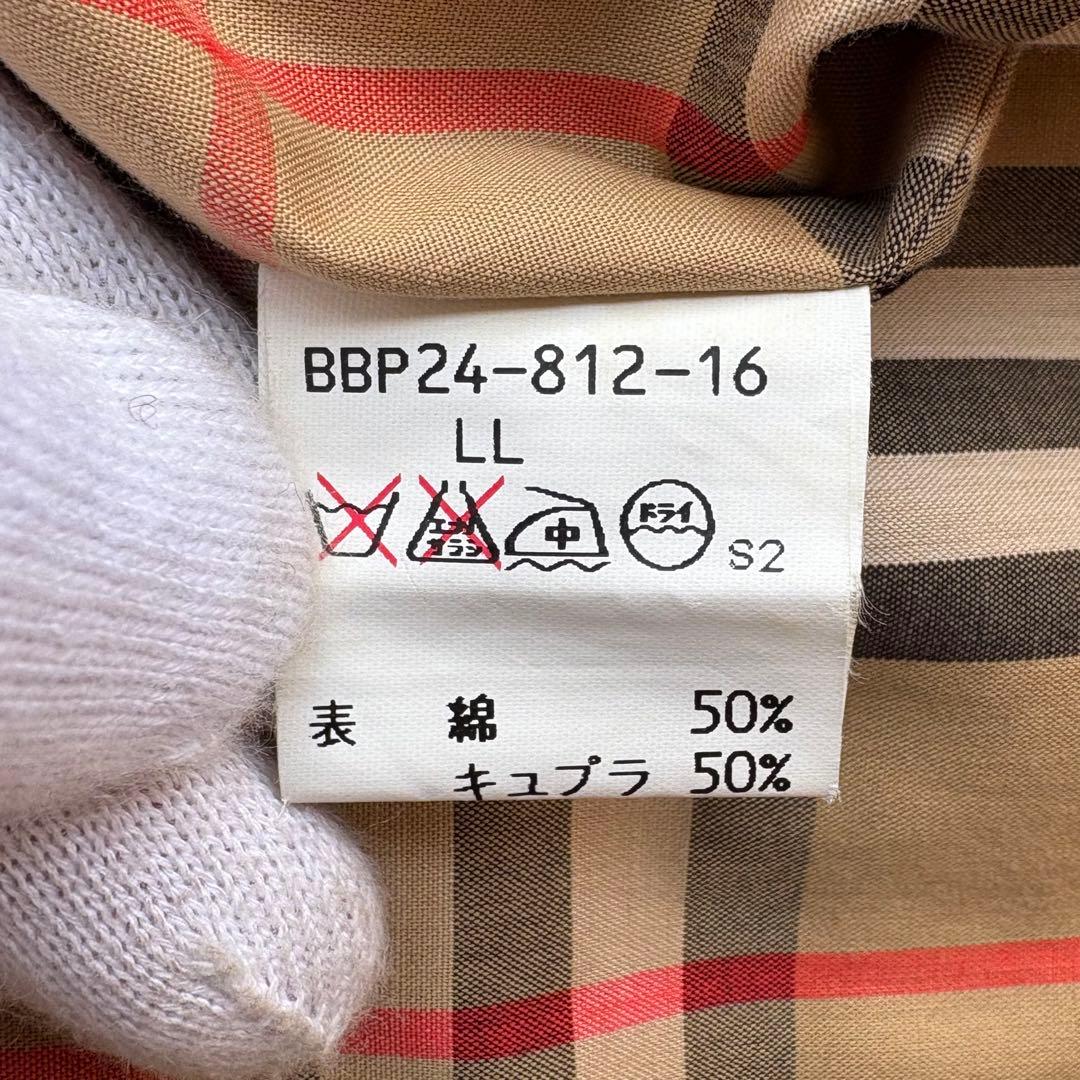 BBP24-812-16
LL
エンソ サラシ 中 ドライ S2
表 綿 50%
キュプラ 50%